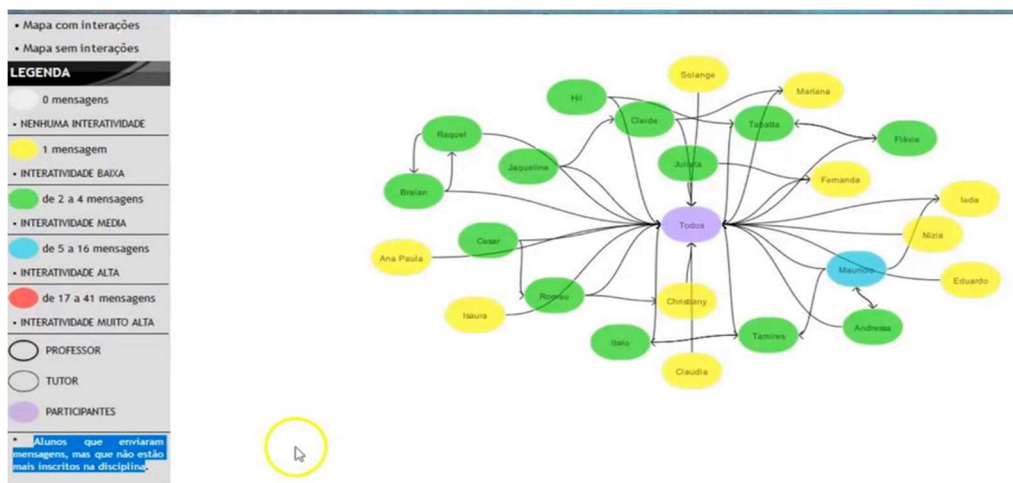 • Mapa com interações
• Mapa sem interações
LEGENDA
0 mensagens
• NENHUMA INTERATIVIDADE
1 mensagem
• INTERATIVIDADE BAIXA
de 2 a 4 mensagens
• INTERATIVIDADE MEDIA
de 5 a 16 mensagens
• INTERATIVIDADE ALTA
de 17 a 41 mensagens
• INTERATIVIDADE MUITO ALTA
PROFESSOR
TUTOR
PARTICIPANTES
* Alunos que enviaram
mensagens, mas que não estão
mais inscritos na disciplina.
Solange
Mariana
Hil
Cleide
Tabatta
Raquel
Flávia
Jaqueline
Juliana
Fernanda
Braian
Ieda
Todos
Nizia
Cesar
Ana Paula
Mauricio
Eduardo
Romeu
Christiany
Isaura
Andressa
Italo
Tamires
Claudia